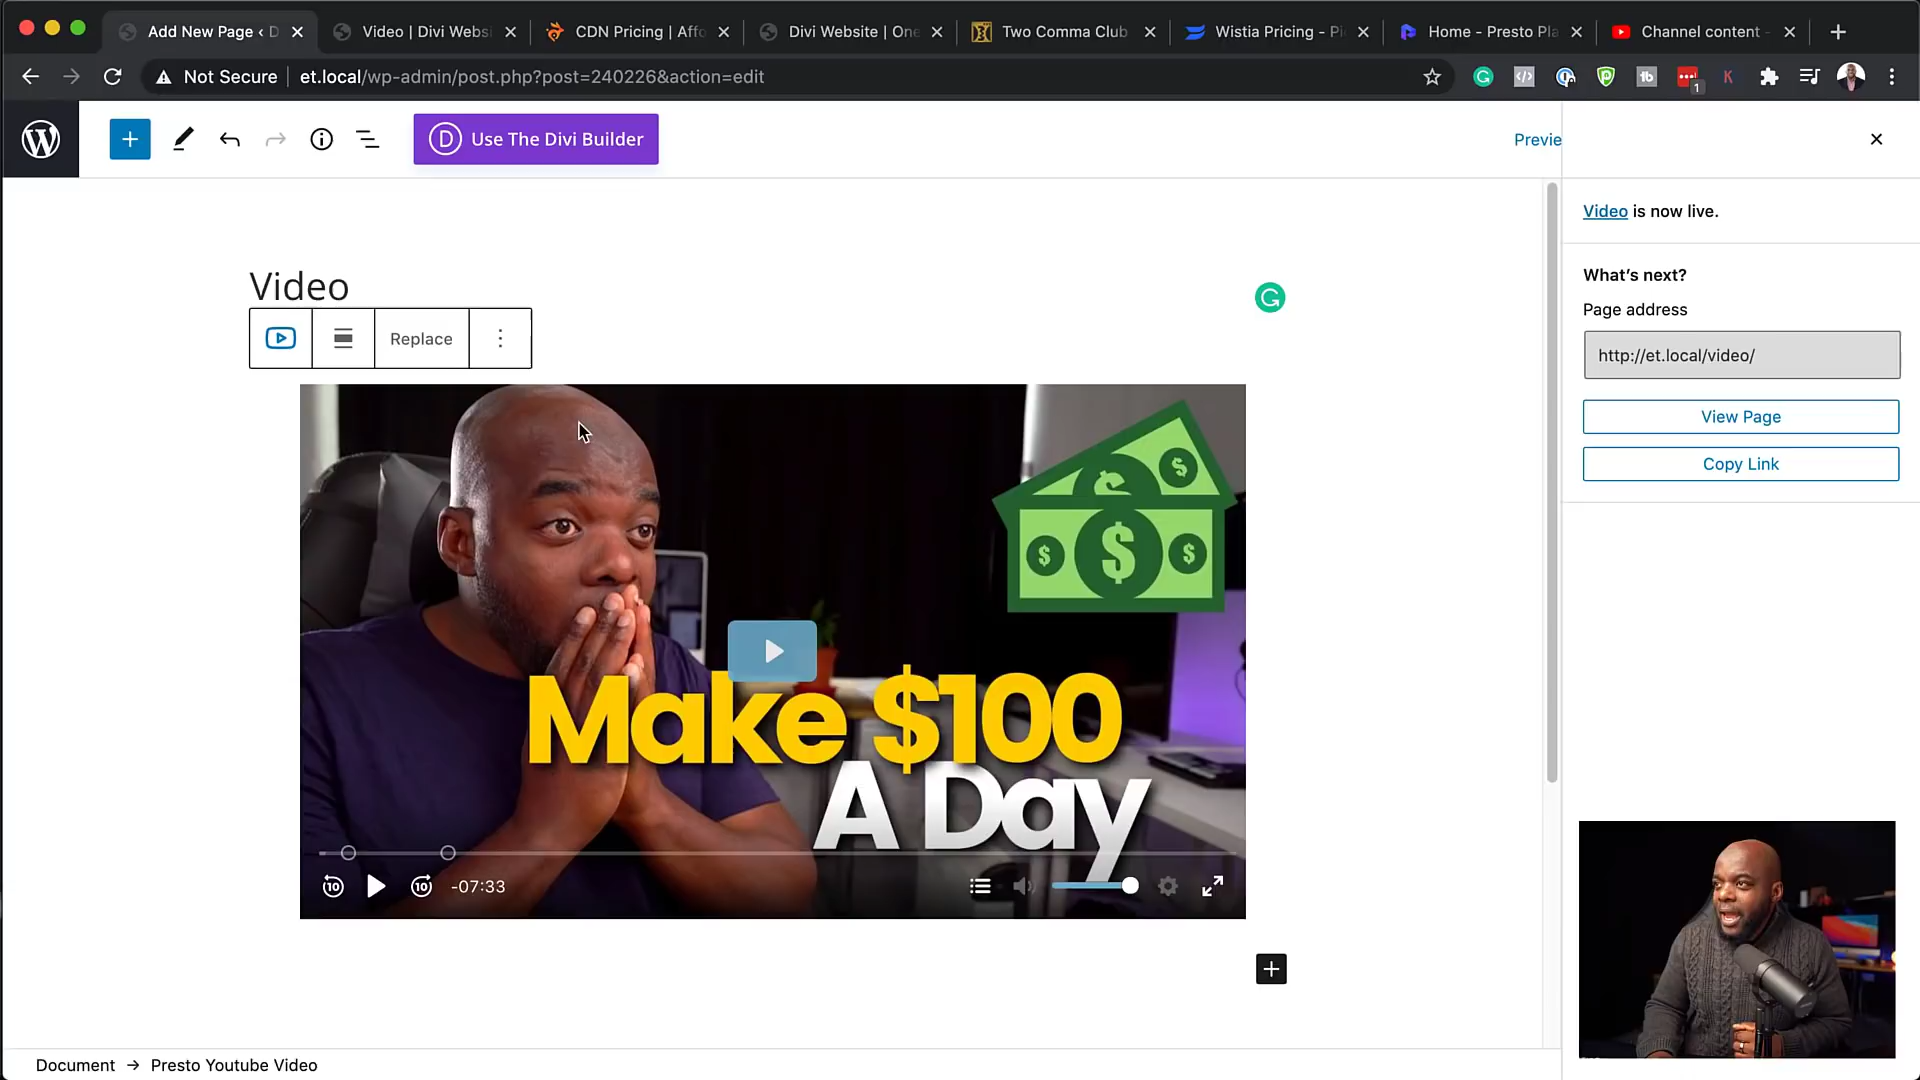 Add New Page ‹ D
Video | Divi Websi
CDN Pricing | Affo
Divi Website | One
Two Comma Club
Wistia Pricing - Pi
Home - Presto Pla
Channel content -
Not Secure
et.local/wp-admin/post.php?post=240226&action=edit
1
D Use The Divi Builder
Previe
Video is now live.
What's next?
Page address
http://et.local/video/
View Page
Copy Link
Video
Replace
Make $100
A Day
10
10
-07:33
Document → Presto Youtube Video